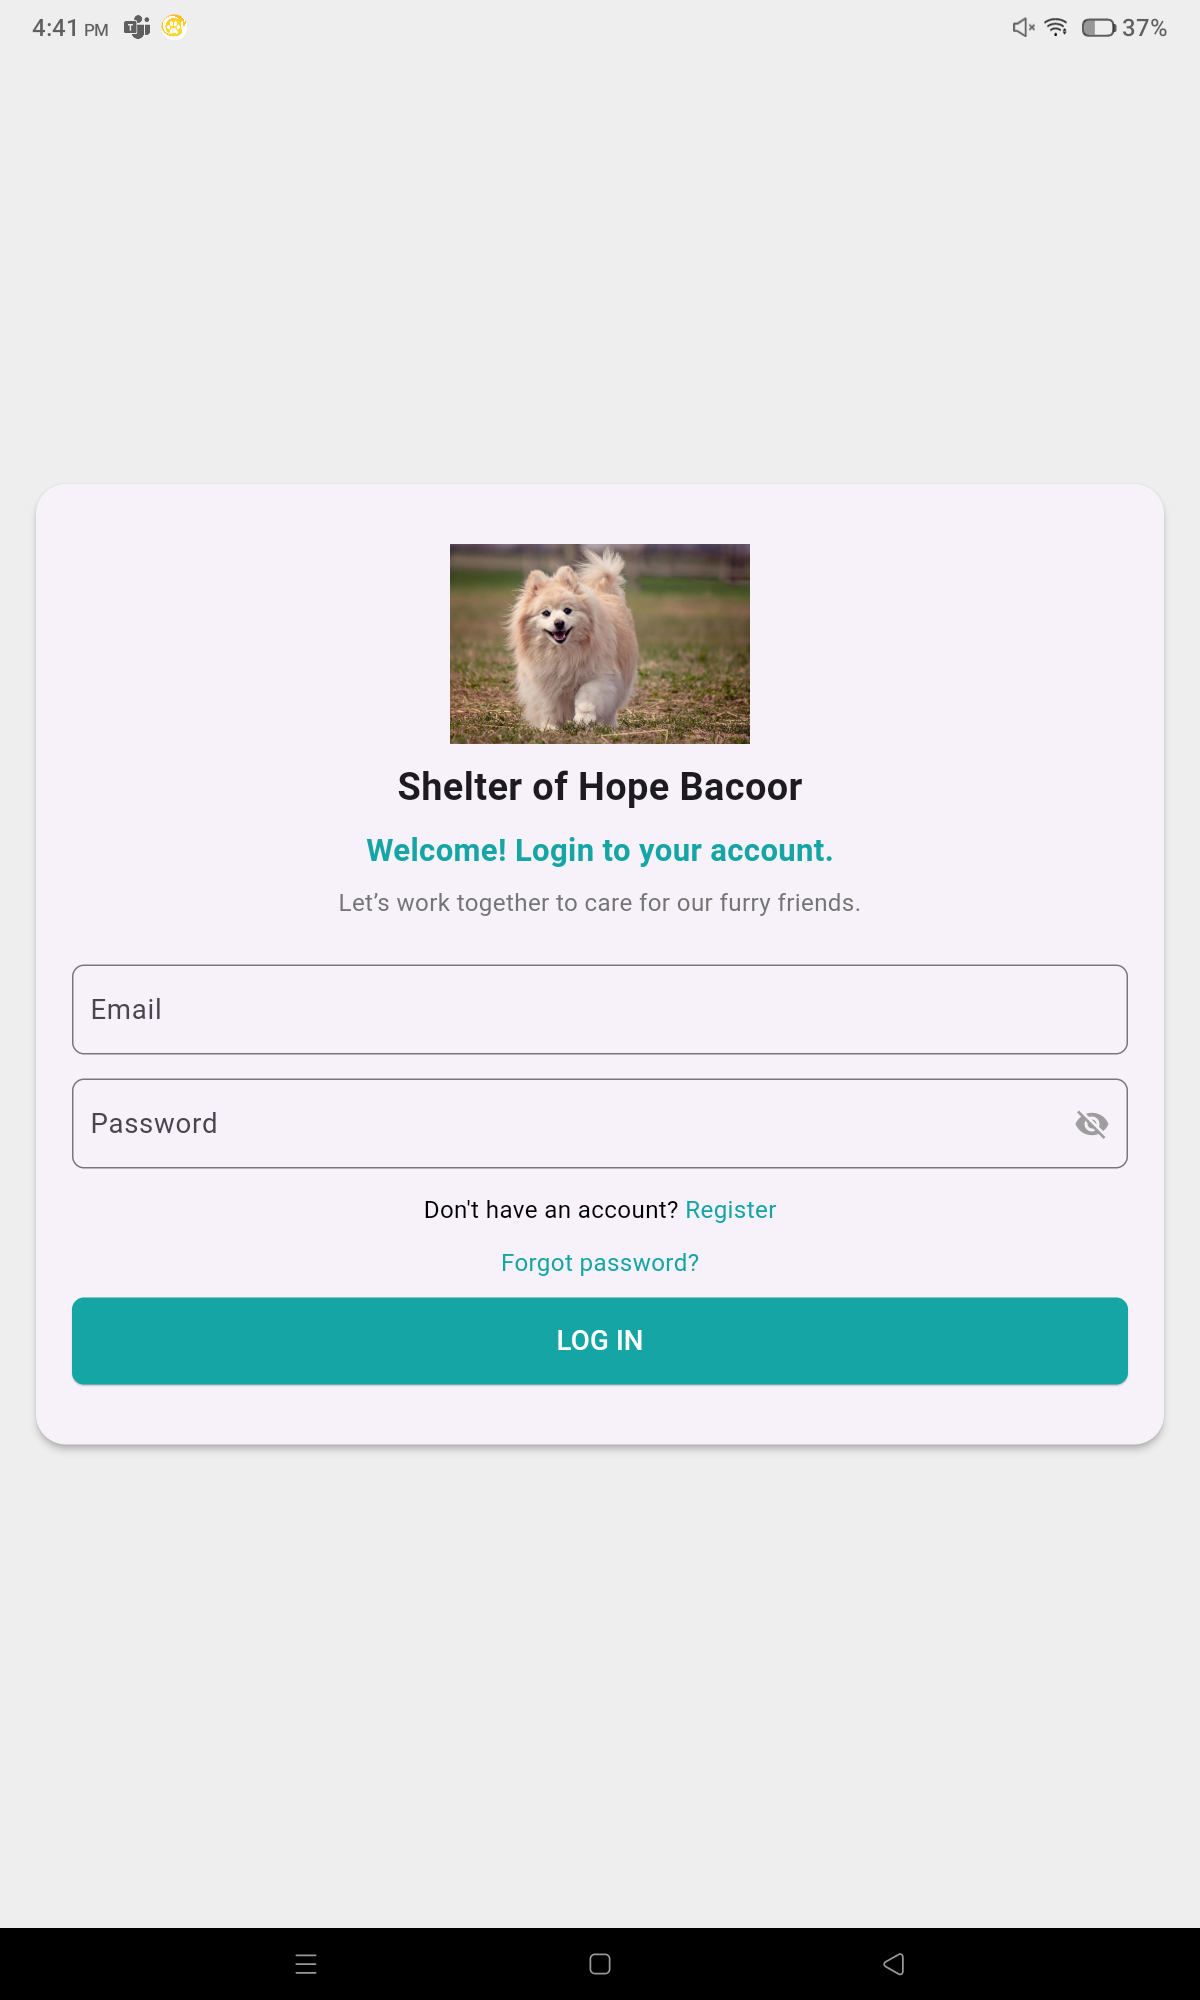 4:41 PM
37%
Shelter of Hope Bacoor
Welcome! Login to your account.
Let’s work together to care for our furry friends.
Email
Password
Don't have an account? Register
Forgot password?
LOG IN